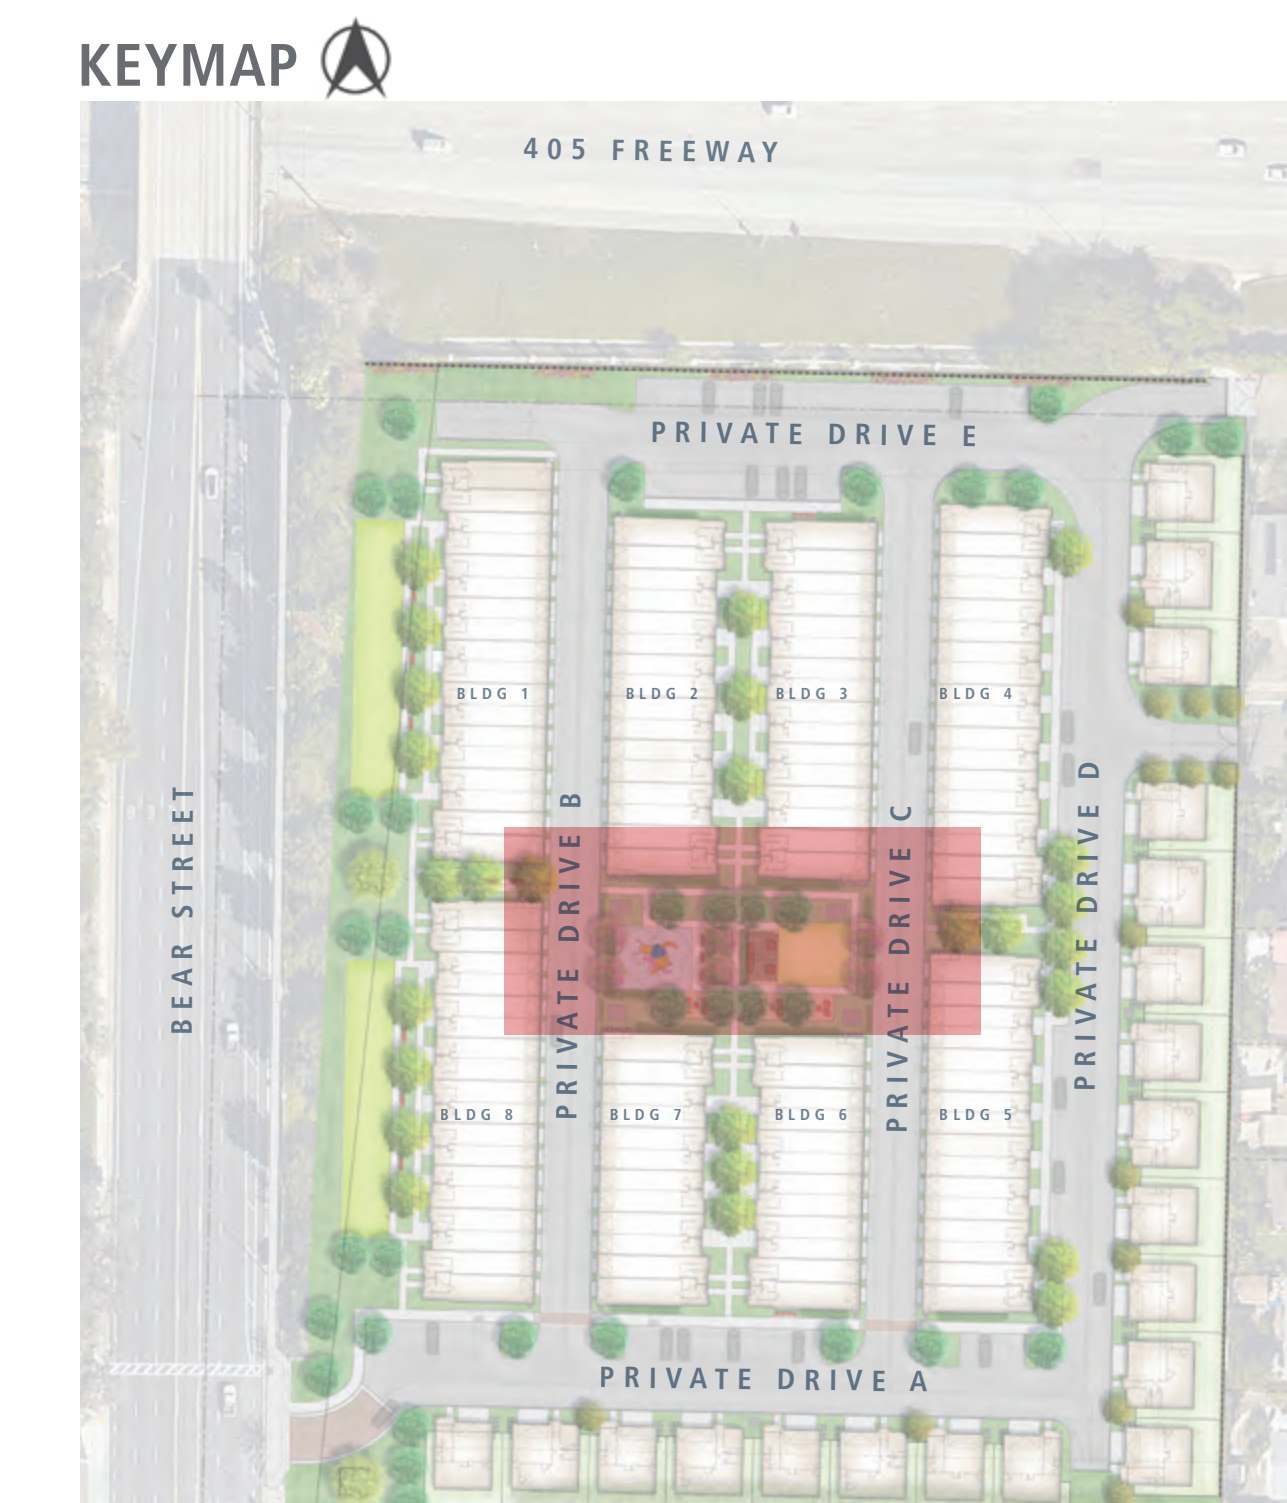 KEYMAP
405 FREEWAY
PRIVATE DRIVE E
BLDG 1
BLDG 2
BLDG 3
BLDG 4
BEAR STREET
PRIVATE DRIVE B
PRIVATE DRIVE C
PRIVATE DRIVE D
BLDG 8
BLDG 7
BLDG 6
BLDG 5
PRIVATE DRIVE A